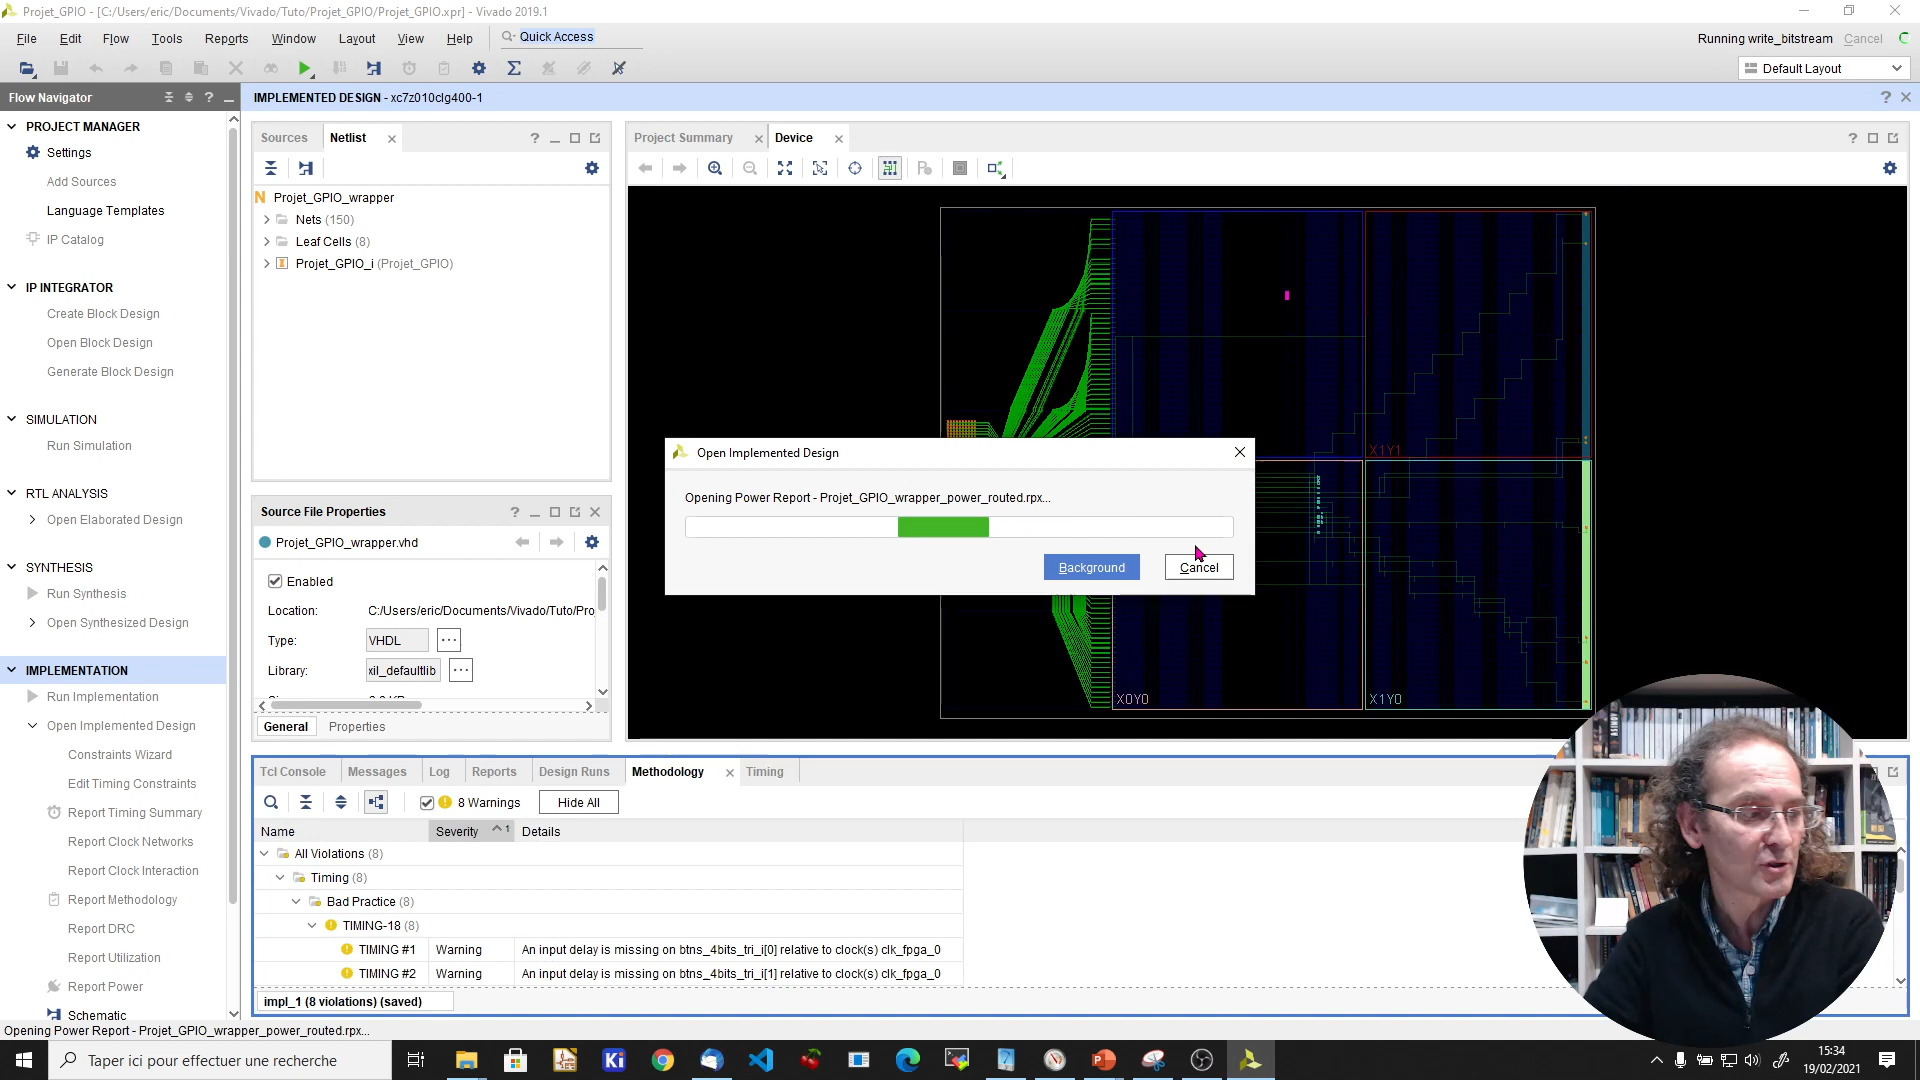 Projet_GPIO - [C:/Users/eric/Documents/Vivado/Tuto/Projet_GPIO/Projet_GPIO.xpr] - Vivado 2019.1
File Edit Flow Tools Reports Window Layout View Help Quick Access
Running write_bitstream Cancel
Default Layout
Flow Navigator
IMPLEMENTED DESIGN - xc7z010clg400-1
PROJECT MANAGER
Settings
Add Sources
Language Templates
IP Catalog
IP INTEGRATOR
Create Block Design
Open Block Design
Generate Block Design
SIMULATION
Run Simulation
RTL ANALYSIS
Open Elaborated Design
SYNTHESIS
Run Synthesis
Open Synthesized Design
IMPLEMENTATION
Run Implementation
Open Implemented Design
Constraints Wizard
Edit Timing Constraints
Report Timing Summary
Report Clock Networks
Report Clock Interaction
Report Methodology
Report DRC
Report Utilization
Report Power
Schematic
Sources Netlist
N Projet_GPIO_wrapper
Nets (150)
Leaf Cells (8)
Projet_GPIO_i (Projet_GPIO)
Source File Properties
Projet_GPIO_wrapper.vhd
Enabled
Location: C:/Users/eric/Documents/Vivado/Tuto/Pro
Type: VHDL
Library: xil_defaultlib
General Properties
Project Summary Device
X1Y1
X0Y0
X1Y0
Open Implemented Design
Opening Power Report - Projet_GPIO_wrapper_power_routed.rpx...
Background Cancel
Tcl Console Messages Log Reports Design Runs Methodology Timing
8 Warnings Hide All
Name Severity 1 Details
All Violations (8)
Timing (8)
Bad Practice (8)
TIMING-18 (8)
TIMING #1 Warning An input delay is missing on btns_4bits_tri_i[0] relative to clock(s) clk_fpga_0
TIMING #2 Warning An input delay is missing on btns_4bits_tri_i[1] relative to clock(s) clk_fpga_0
impl_1 (8 violations) (saved)
Opening Power Report - Projet_GPIO_wrapper_power_routed.rpx...
Taper ici pour effectuer une recherche
Ki
15:34
19/02/2021
ASIMOV